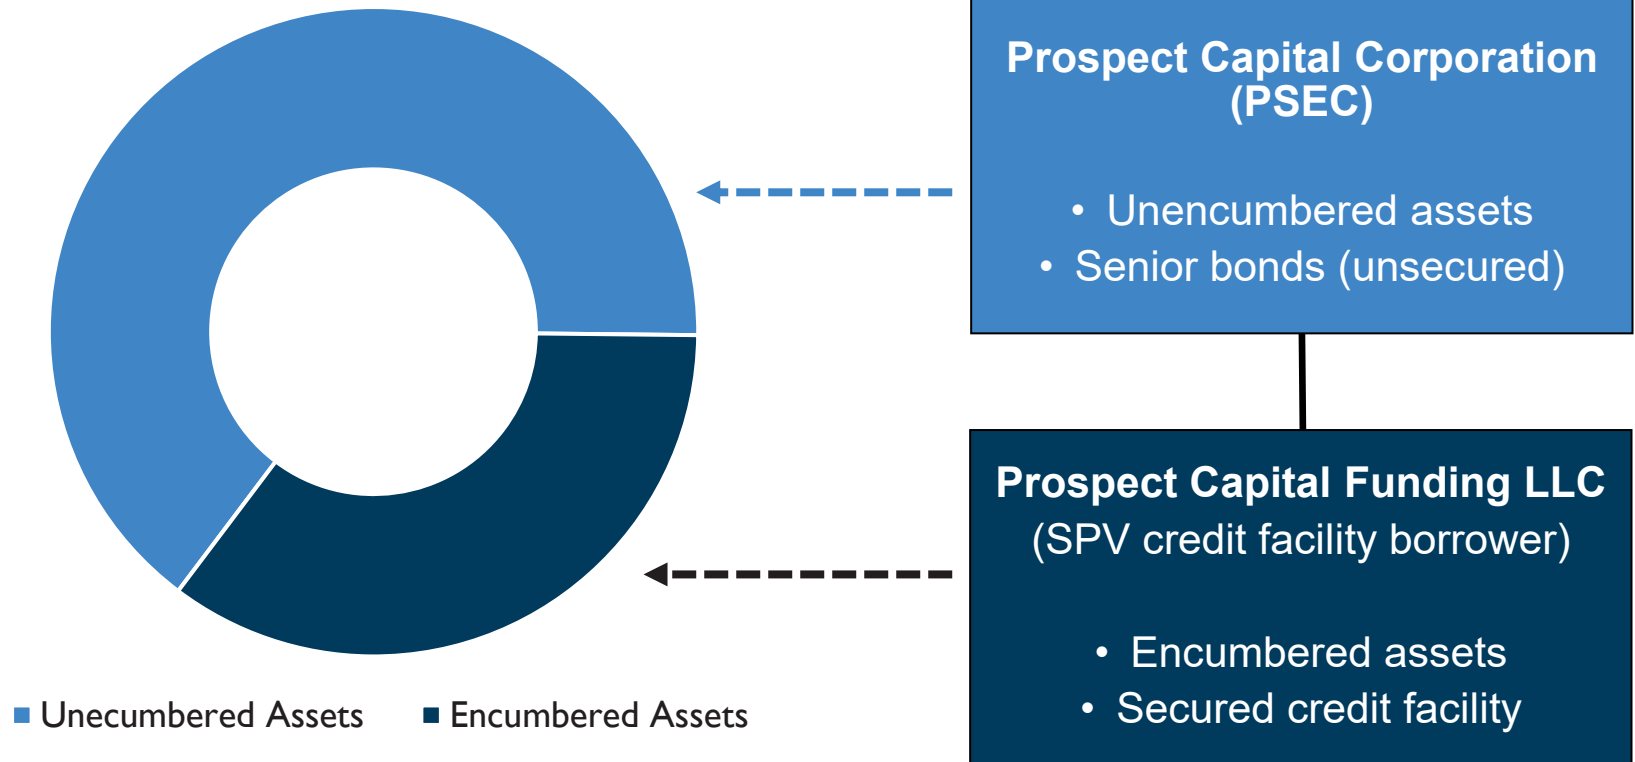 Prospect Capital Corporation
(PSEC)
• Unencumbered assets
• Senior bonds (unsecured)
Prospect Capital Funding LLC
(SPV credit facility borrower)
• Encumbered assets
• Secured credit facility
Unecumbered Assets
Encumbered Assets